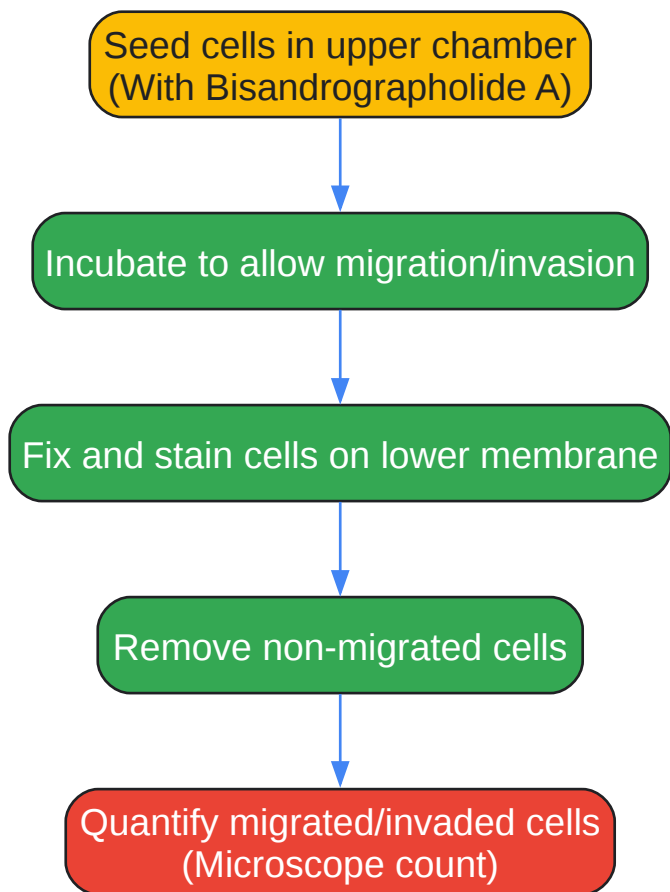 Seed cells in upper chamber
(With Bisandrographolide A)
Incubate to allow migration/invasion
Fix and stain cells on lower membrane
Remove non-migrated cells
Quantify migrated/invaded cells
(Microscope count)